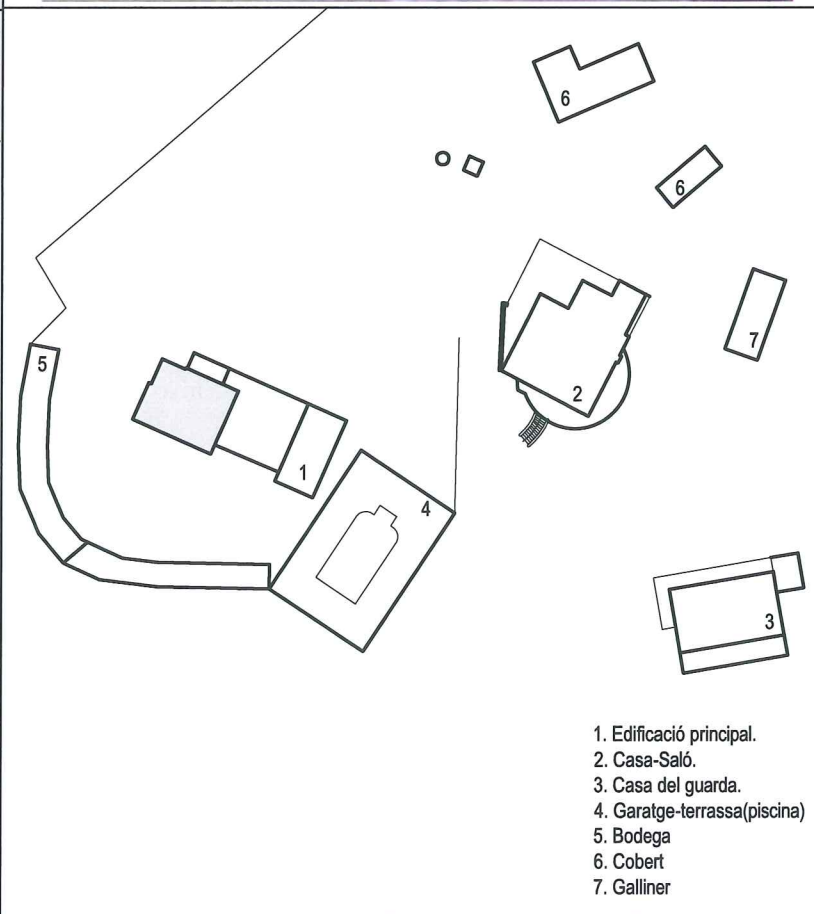 6
6
7
5
2
1
4
3
1. Edificació principal.
2. Casa-Saló.
3. Casa del guarda.
4. Garatge-terrassa(piscina)
5. Bodega
6. Cobert
7. Galliner